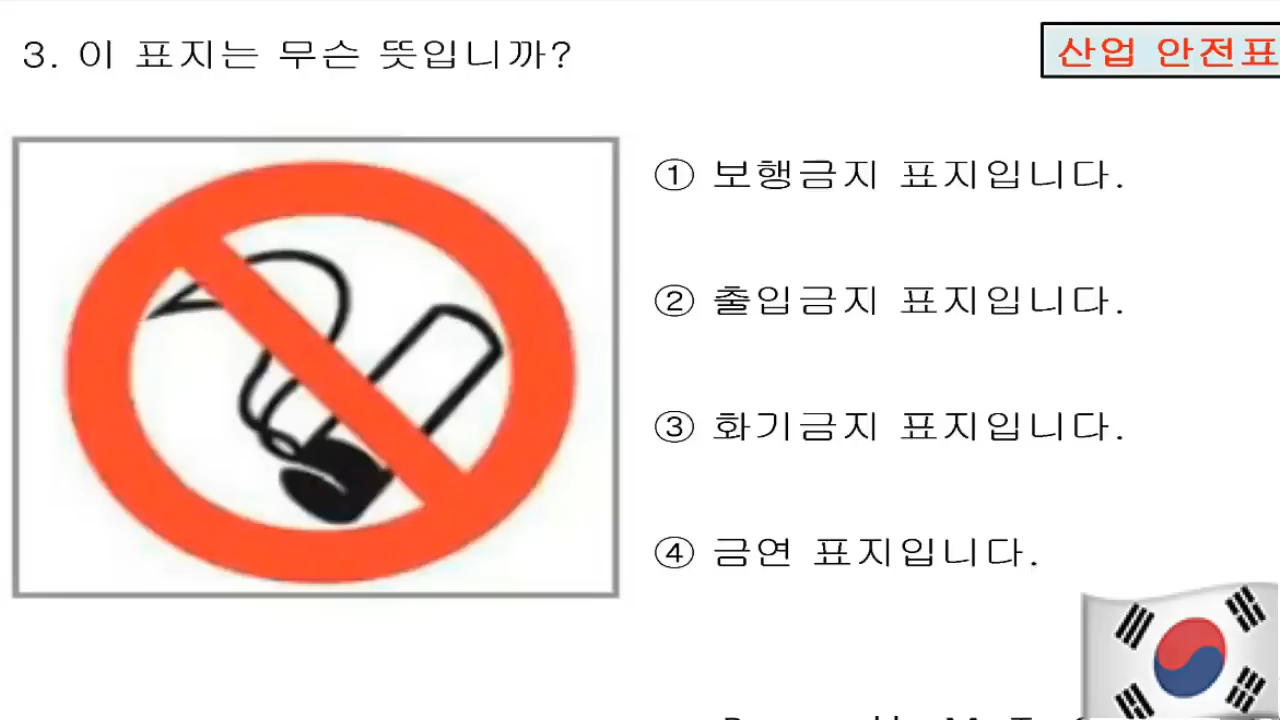 3. 이 표지는 무슨 뜻입니까?
산업 안전표
① 보행금지 표지입니다.
② 출입금지 표지입니다.
③ 화기금지 표지입니다.
④ 금연 표지입니다.